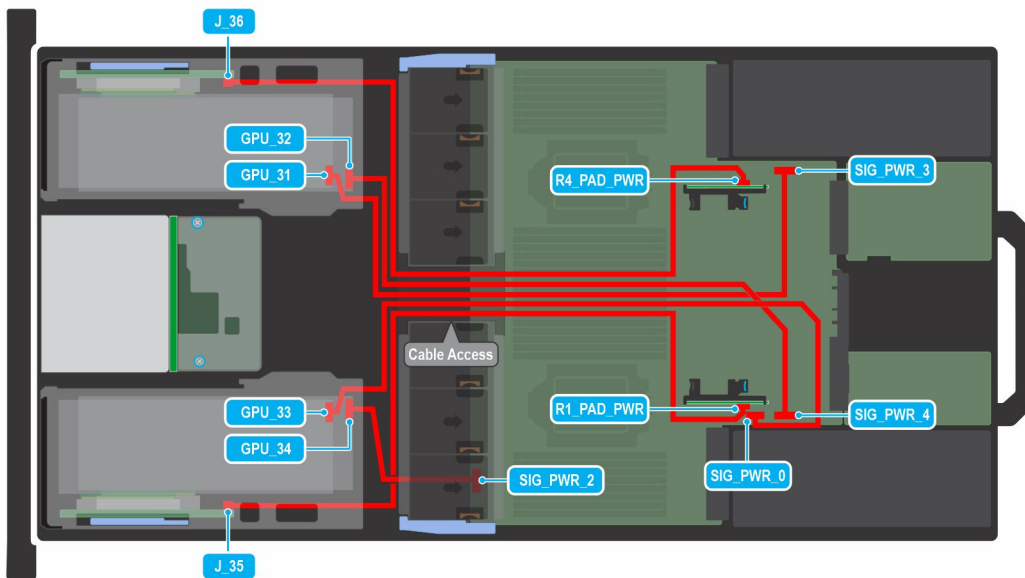 J_36
GPU_32
GPU_31
R4_PAD_PWR
SIG_PWR_3
Cable Access
GPU_33
R1_PAD_PWR
SIG_PWR_4
GPU_34
SIG_PWR_2
SIG_PWR_0
J_35